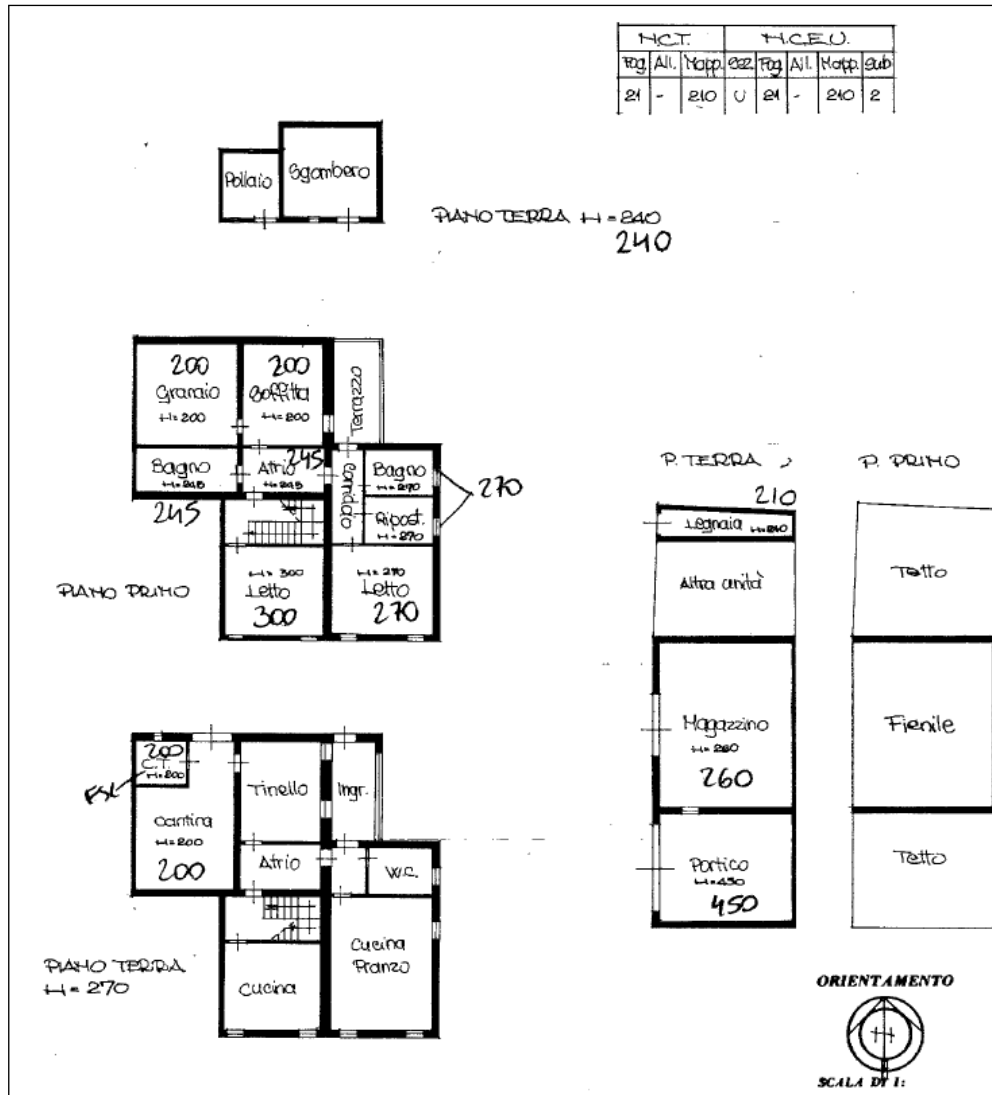 N.C.T. N.C.E.U.
Fog. All. Mapp. Sez. Fog. All. Mapp. Sub
21 - 210 U 21 - 210 2
Pollaio
Sgombero
PIANO TERRA H=240
240
200
Granaio
H=200
200
Soffitta
H=200
Terrazzo
Bagno
H=245
245
Atrio
H=245
245
Corridoio
Bagno
H=270
Ripost.
H=270
270
PIANO PRIMO
H=300
Letto
300
H=270
Letto
270
P. TERRA
P. PRIMO
210
Legnaia H=210
Altra unità
Tetto
Magazzino
H=260
260
Fienile
Portico
H=450
450
Tetto
200
C.T.
H=200
Tinello
Ingr.
Cantina
H=200
200
Atrio
W.C.
Cucina
Pranzo
Cucina
PIANO TERRA
H=270
ORIENTAMENTO
N
SCALA DI 1: